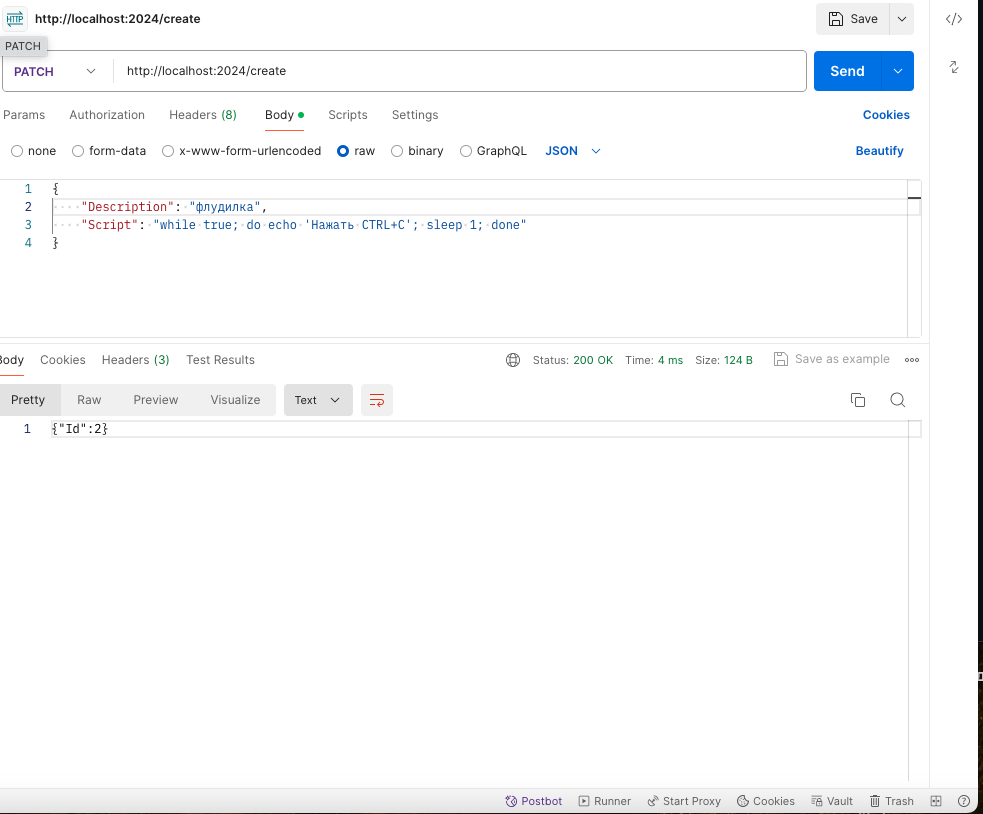 HTTP http://localhost:2024/create Save </>
PATCH
PATCH http://localhost:2024/create Send
Params Authorization Headers (8) Body Scripts Settings Cookies
none form-data x-www-form-urlencoded raw binary GraphQL JSON Beautify
1 {
2 "Description": "флудилка",
3 "Script": "while true; do echo 'Нажать CTRL+C'; sleep 1; done"
4 }
Body Cookies Headers (3) Test Results Status: 200 OK Time: 4 ms Size: 124 B Save as example
Pretty Raw Preview Visualize Text
1 {"Id":2}
Postbot Runner Start Proxy Cookies Vault Trash